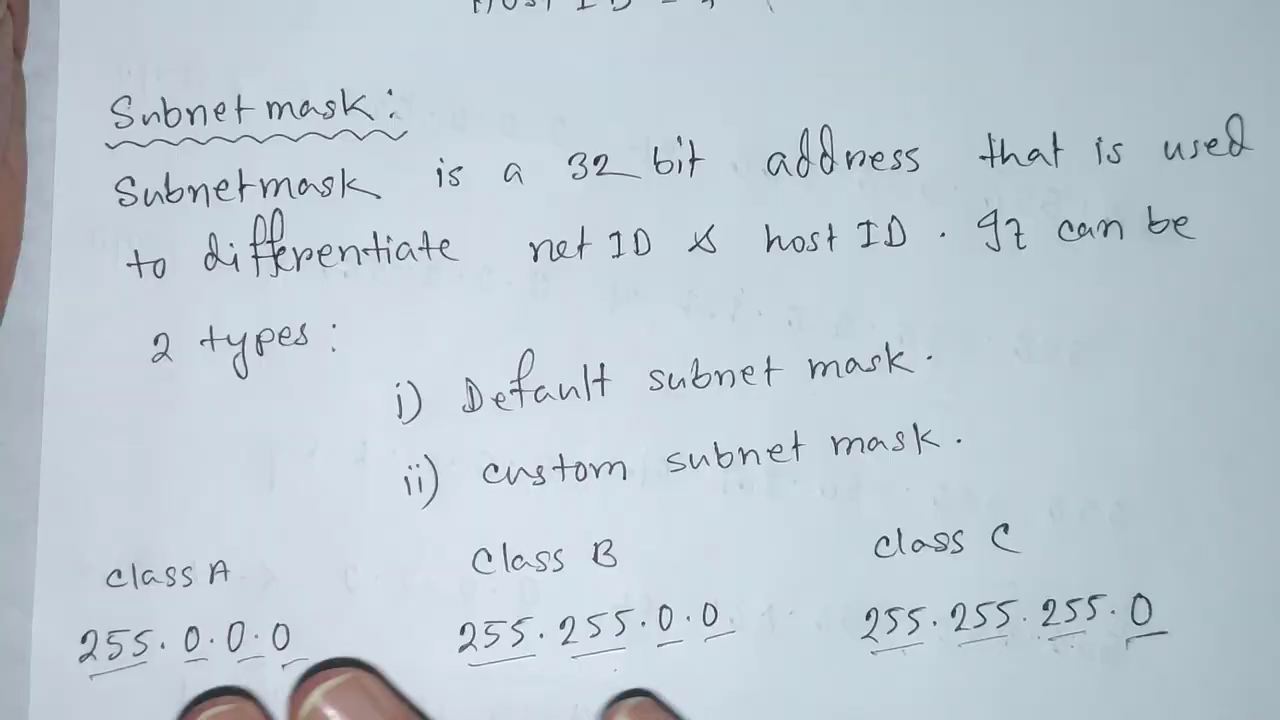 Host ID -
Subnet mask:
Subnetmask is a 32 bit address that is used
to differentiate net ID & host ID. It can be
2 types:
i) Default subnet mask.
ii) custom subnet mask.
class A Class B class C
255.0.0.0 255.255.0.0 255.255.255.0